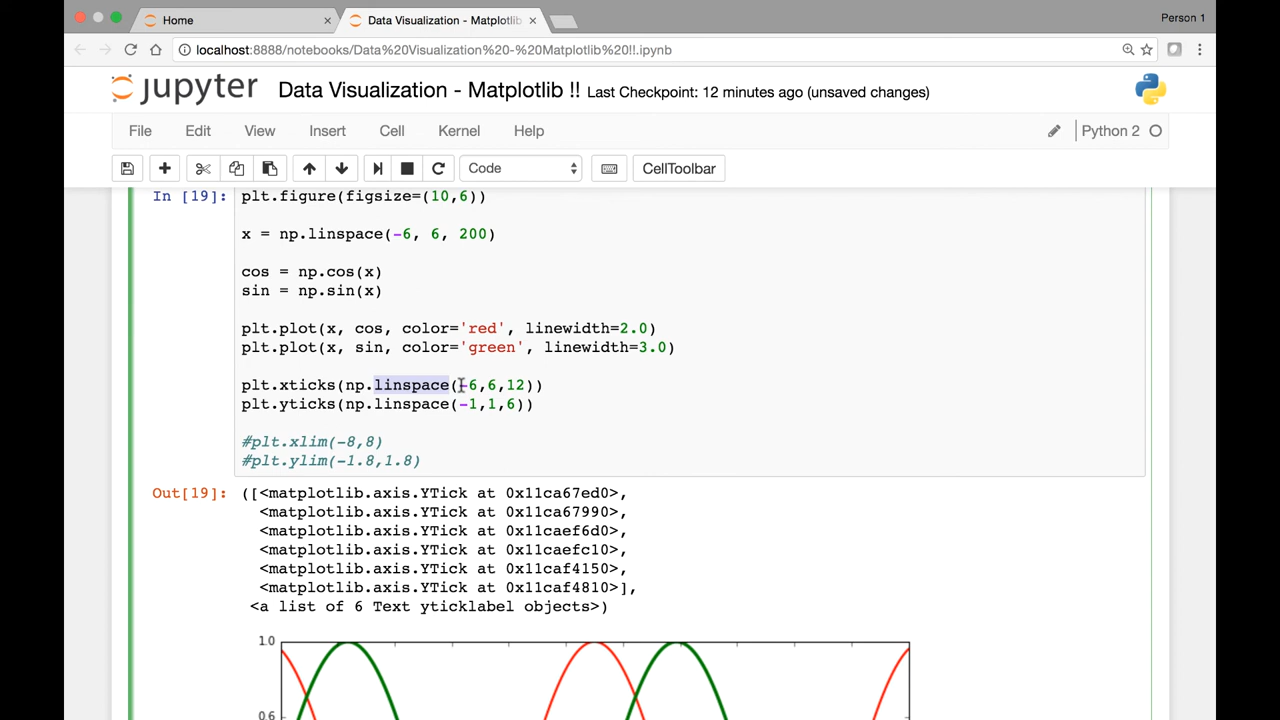 Home
Data Visualization - Matplotlib
Person 1
localhost:8888/notebooks/Data%20Visualization%20-%20Matplotlib%20!!.ipynb
jupyter Data Visualization - Matplotlib !! Last Checkpoint: 12 minutes ago (unsaved changes)
File Edit View Insert Cell Kernel Help Python 2
Code CellToolbar
In [19]: plt.figure(figsize=(10,6))
x = np.linspace(-6, 6, 200)
cos = np.cos(x)
sin = np.sin(x)
plt.plot(x, cos, color='red', linewidth=2.0)
plt.plot(x, sin, color='green', linewidth=3.0)
plt.xticks(np.linspace(-6,6,12))
plt.yticks(np.linspace(-1,1,6))
#plt.xlim(-8,8)
#plt.ylim(-1.8,1.8)
Out[19]: ([<matplotlib.axis.YTick at 0x11ca67ed0>,
<matplotlib.axis.YTick at 0x11ca67990>,
<matplotlib.axis.YTick at 0x11caef6d0>,
<matplotlib.axis.YTick at 0x11caefc10>,
<matplotlib.axis.YTick at 0x11caf4150>,
<matplotlib.axis.YTick at 0x11caf4810>],
<a list of 6 Text yticklabel objects>)
1.0
0.6